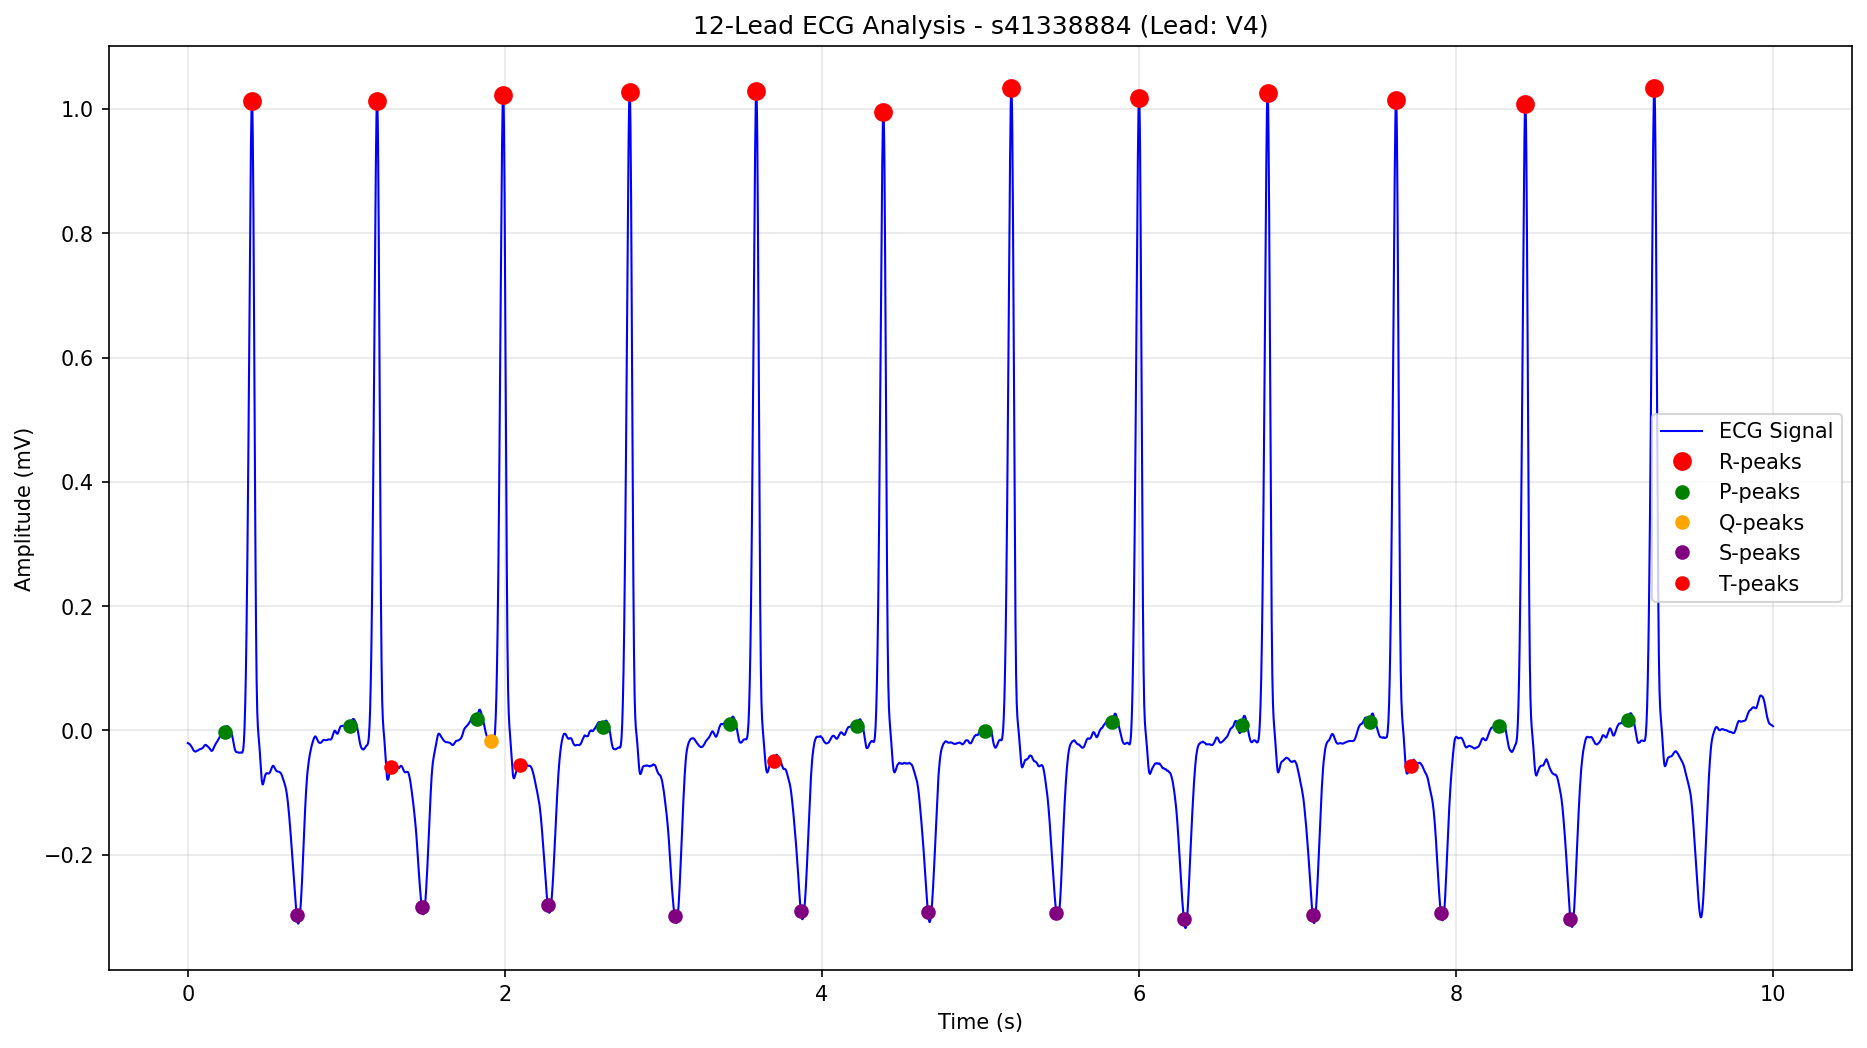 12-Lead ECG Analysis - s41338884 (Lead: V4)
1.0
0.8
0.6
0.4
0.2
0.0
−0.2
Amplitude (mV)
ECG Signal
R-peaks
P-peaks
Q-peaks
S-peaks
T-peaks
0 2 4 6 8 10
Time (s)